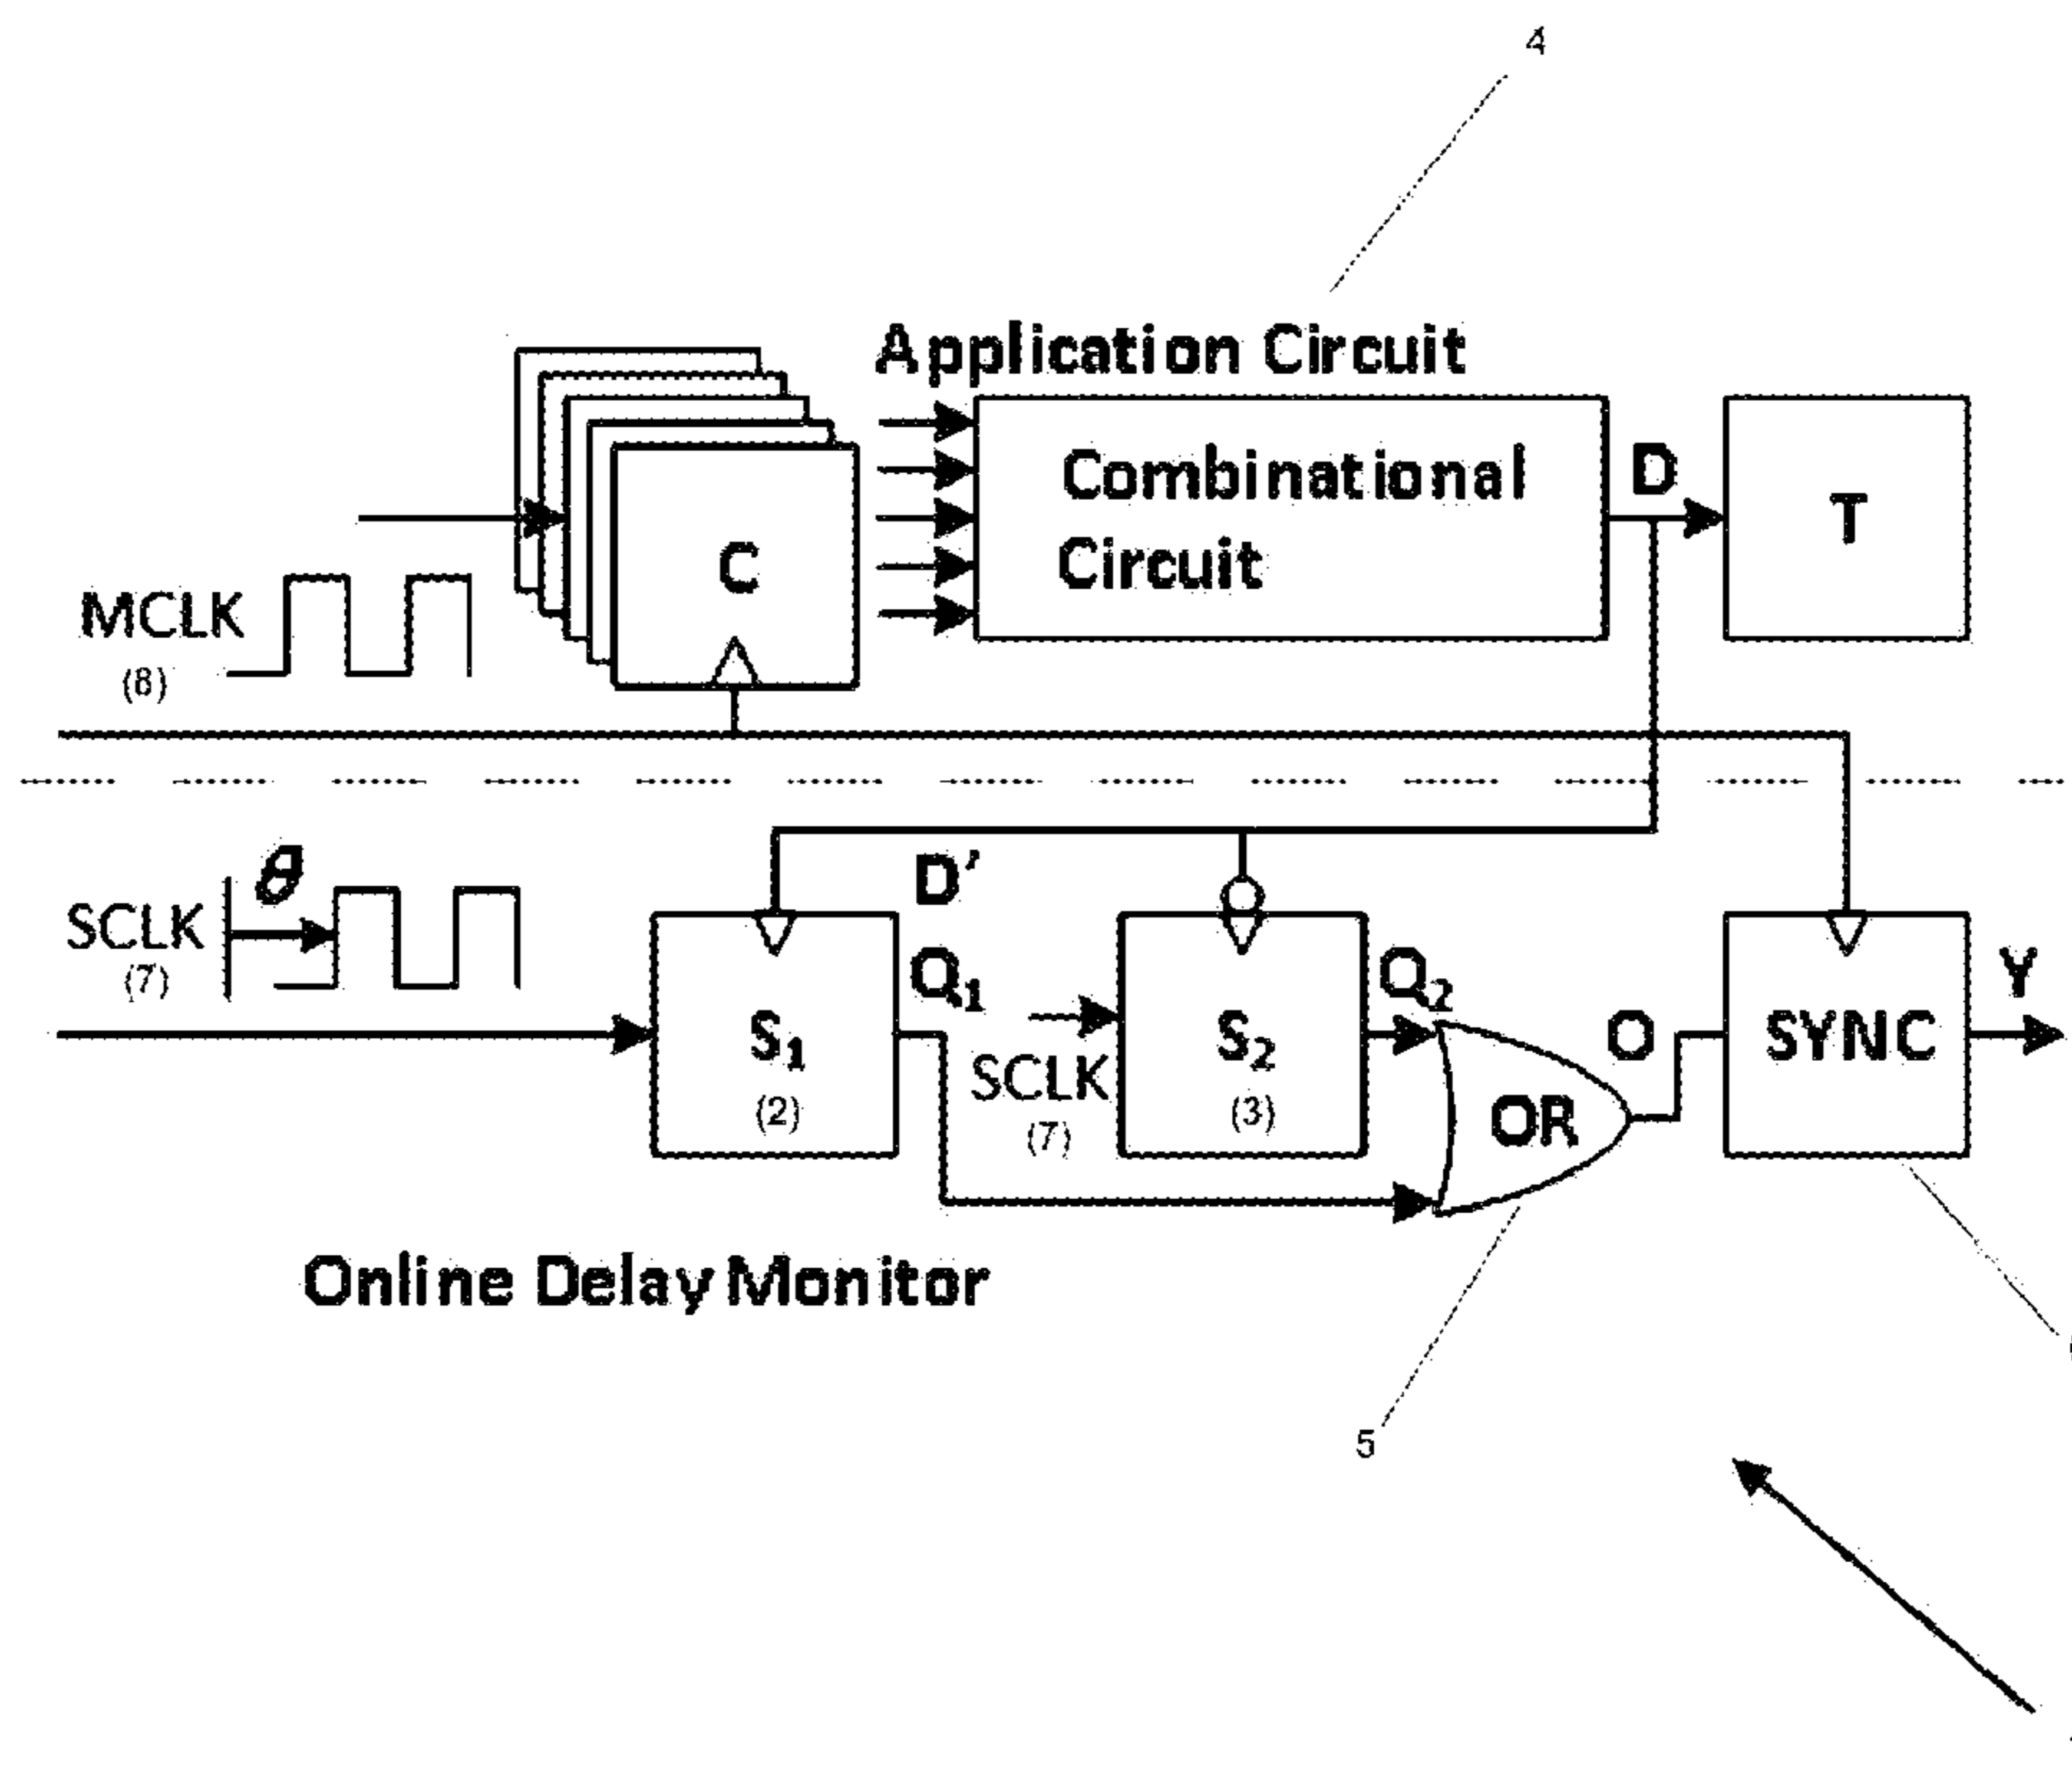 4
Application Circuit
Combinational
Circuit
D
T
C
MCLK
(8)
θ
SCLK
(7)
D'
Q1
S1
(2)
SCLK
(7)
S2
(3)
Q2
OR
O
SYNC
Y
Online Delay Monitor
5